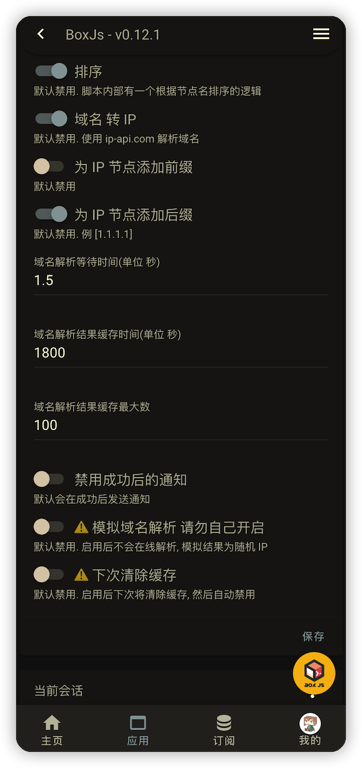 BoxJs - v0.12.1
排序
默认禁用. 脚本内部有一个根据节点名排序的逻辑
域名 转 IP
默认禁用. 使用 ip-api.com 解析域名
为 IP 节点添加前缀
默认禁用
为 IP 节点添加后缀
默认禁用. 例 [1.1.1.1]
域名解析等待时间(单位 秒)
1.5
域名解析结果缓存时间(单位 秒)
1800
域名解析结果缓存最大数
100
禁用成功后的通知
默认会在成功后发送通知
⚠️ 模拟域名解析 请勿自己开启
默认禁用. 启用后不会在线解析, 模拟结果为随机 IP
⚠️ 下次清除缓存
默认禁用. 启用后下次将清除缓存, 然后自动禁用
保存
BOX JS
当前会话
主页
应用
订阅
我的